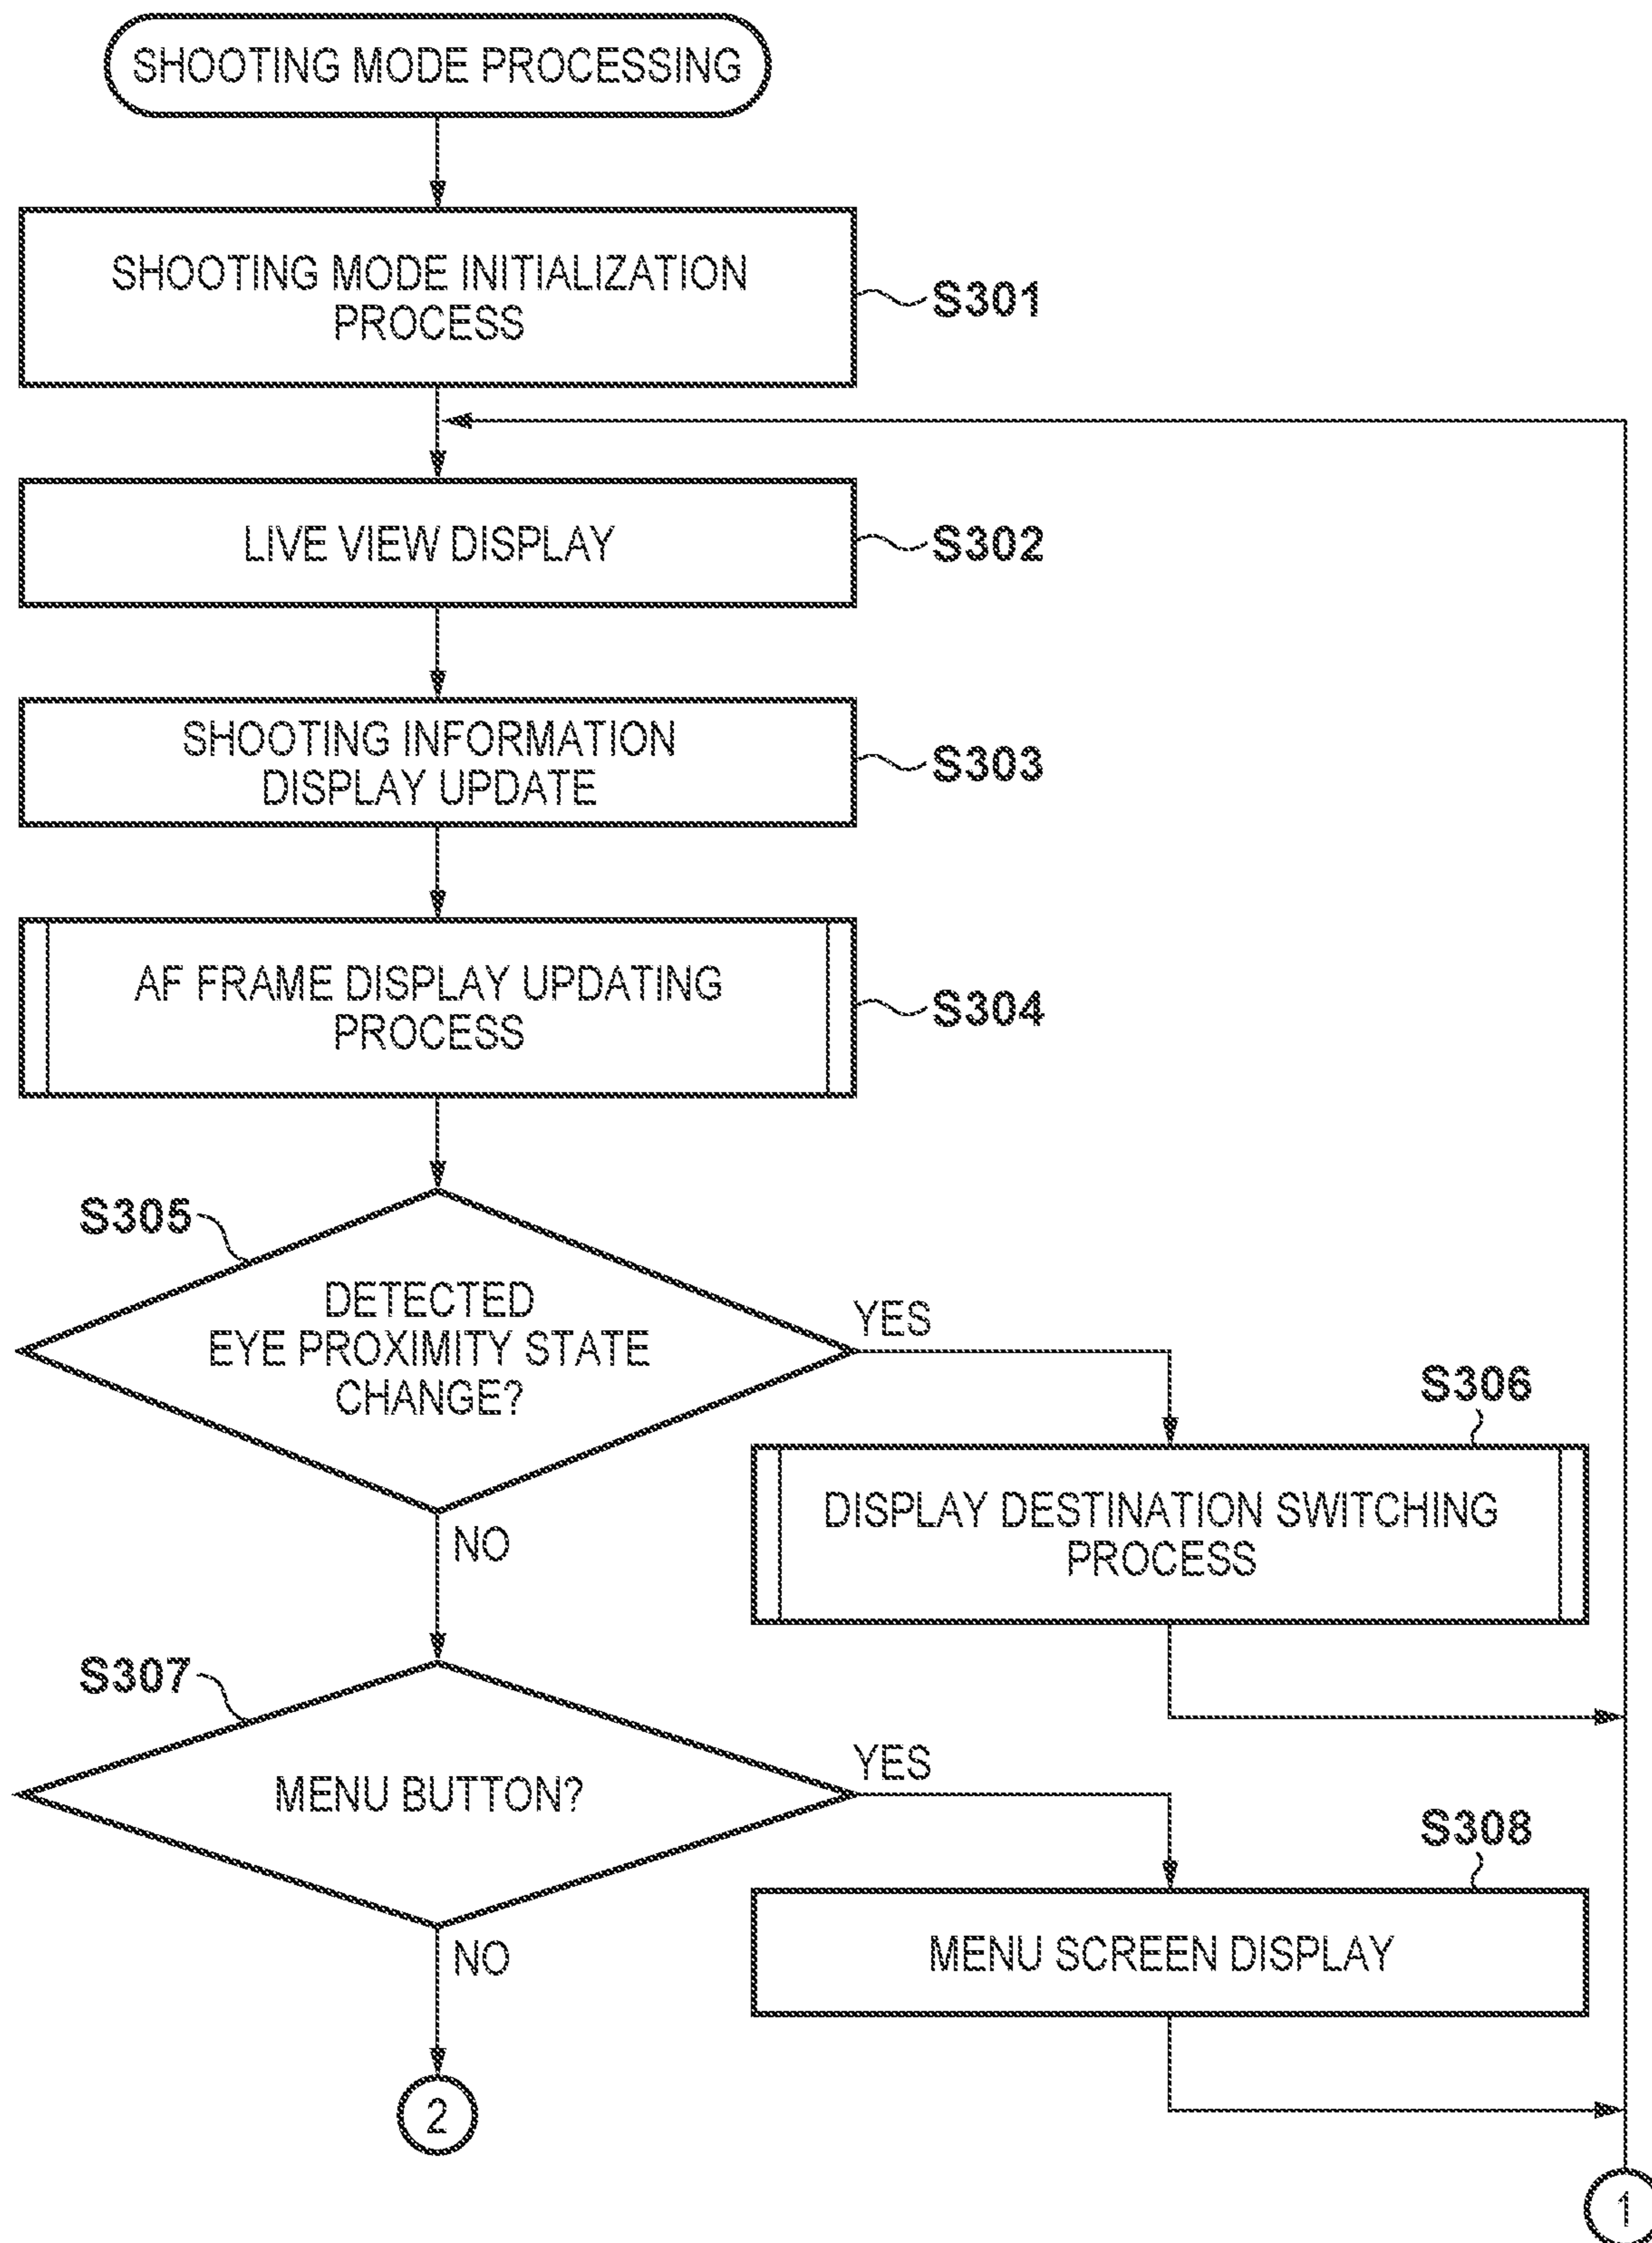 SHOOTING MODE PROCESSING
SHOOTING MODE INITIALIZATION
PROCESS
S301
LIVE VIEW DISPLAY
S302
SHOOTING INFORMATION
DISPLAY UPDATE
S303
AF FRAME DISPLAY UPDATING
PROCESS
S304
S305
DETECTED
EYE PROXIMITY STATE
CHANGE?
YES
NO
S306
DISPLAY DESTINATION SWITCHING
PROCESS
S307
MENU BUTTON?
YES
NO
S308
MENU SCREEN DISPLAY
2
1